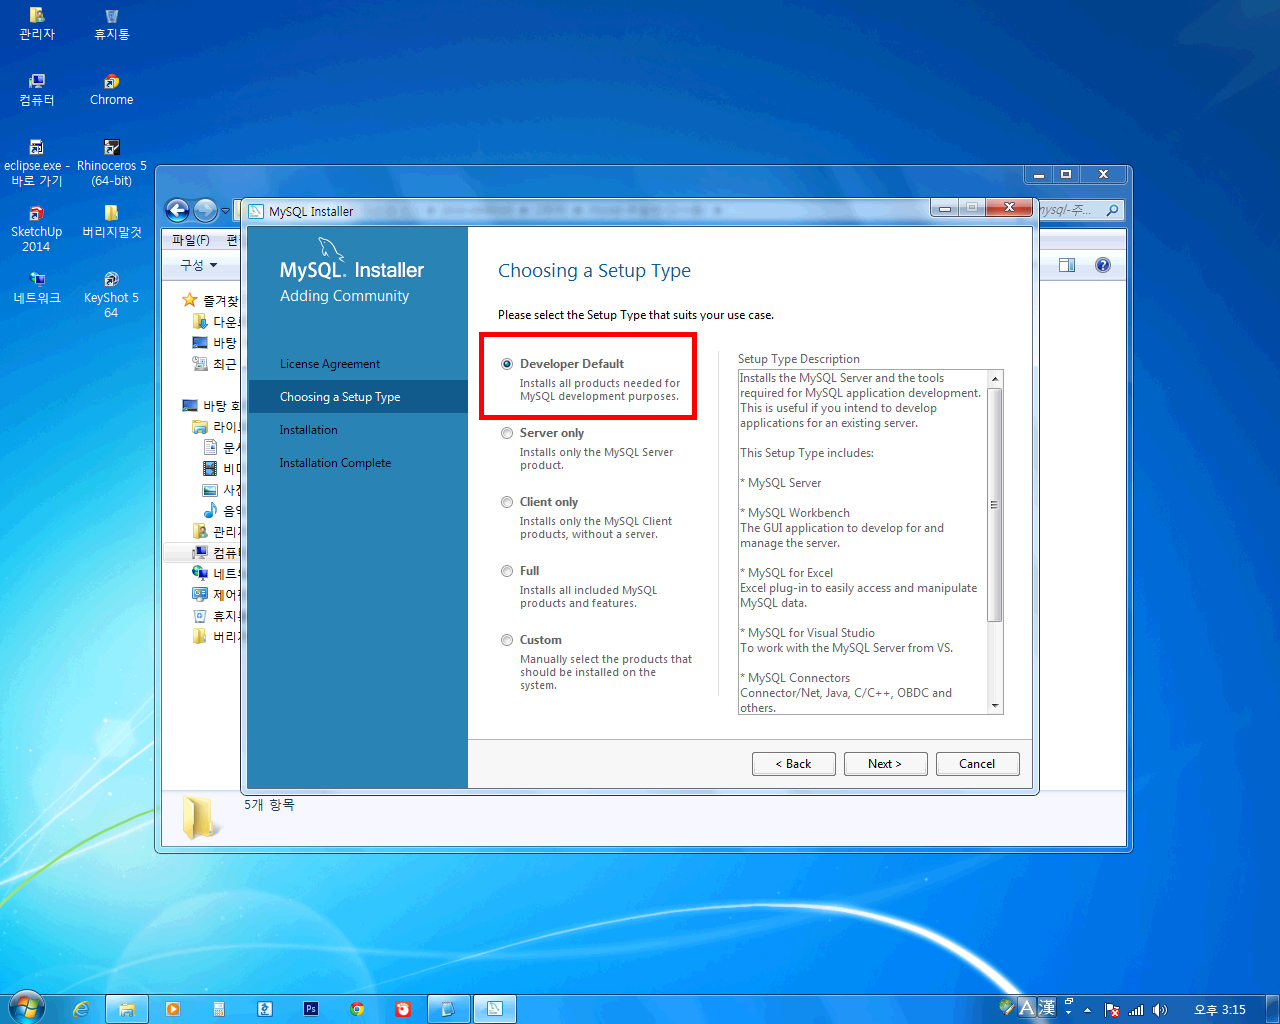 관리자
휴지통
컴퓨터
Chrome
eclipse.exe -
바로 가기
Rhinoceros 5
(64-bit)
SketchUp
2014
버리지말것
네트워크
KeyShot 5
64
mysql-주...
파일(F)
구성
즐겨찾
다운로
바탕
최근
바탕 화
문서
사진
음악
컴퓨터
네트
버리지
5개 항목
MySQL Installer
MySQL. Installer
Adding Community
License Agreement
Choosing a Setup Type
Installation
Installation Complete
Choosing a Setup Type
Please select the Setup Type that suits your use case.
Developer Default
Installs all products needed for
MySQL development purposes.
Server only
Installs only the MySQL Server
product.
Client only
Installs only the MySQL Client
products, without a server.
Full
Installs all included MySQL
products and features.
Custom
Manually select the products that
should be installed on the
system.
Setup Type Description
Installs the MySQL Server and the tools
required for MySQL application development.
This is useful if you intend to develop
applications for an existing server.
This Setup Type includes:
* MySQL Server
* MySQL Workbench
The GUI application to develop for and
manage the server.
* MySQL for Excel
Excel plug-in to easily access and manipulate
MySQL data.
* MySQL for Visual Studio
To work with the MySQL Server from VS.
* MySQL Connectors
Connector/Net, Java, C/C++, OBDC and
others.
< Back
Next >
Cancel
Ps
A 漢
오후 3:15